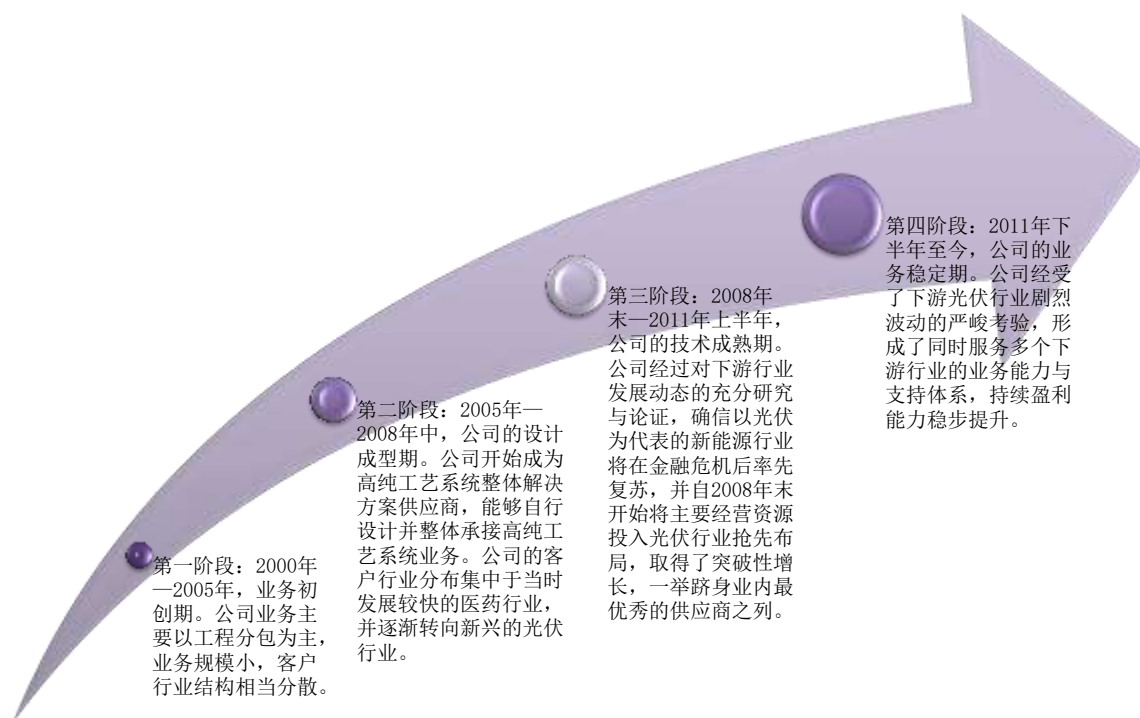 第一阶段：2000年
—2005年，业务初
创期。公司业务主
要以工程分包为主，
业务规模小，客户
行业结构相当分散。
第二阶段：2005年—
2008年中，公司的设计
成型期。公司开始成为
高纯工艺系统整体解决
方案供应商，能够自行
设计并整体承接高纯工
艺系统业务。公司的客
户行业分布集中于当时
发展较快的医药行业，
并逐渐转向新兴的光伏
行业。
第三阶段：2008年
末—2011年上半年，
公司的技术成熟期。
公司经过对下游行业
发展动态的充分研究
与论证，确信以光伏
为代表的新能源行业
将在金融危机后率先
复苏，并自2008年末
开始将主要经营资源
投入光伏行业抢先布
局，取得了突破性增
长，一举跻身业内最
优秀的供应商之列。
第四阶段：2011年下
半年至今，公司的业
务稳定期。公司经受
了下游光伏行业剧烈
波动的严峻考验，形
成了同时服务多个下
游行业的业务能力与
支持体系，持续盈利
能力稳步提升。